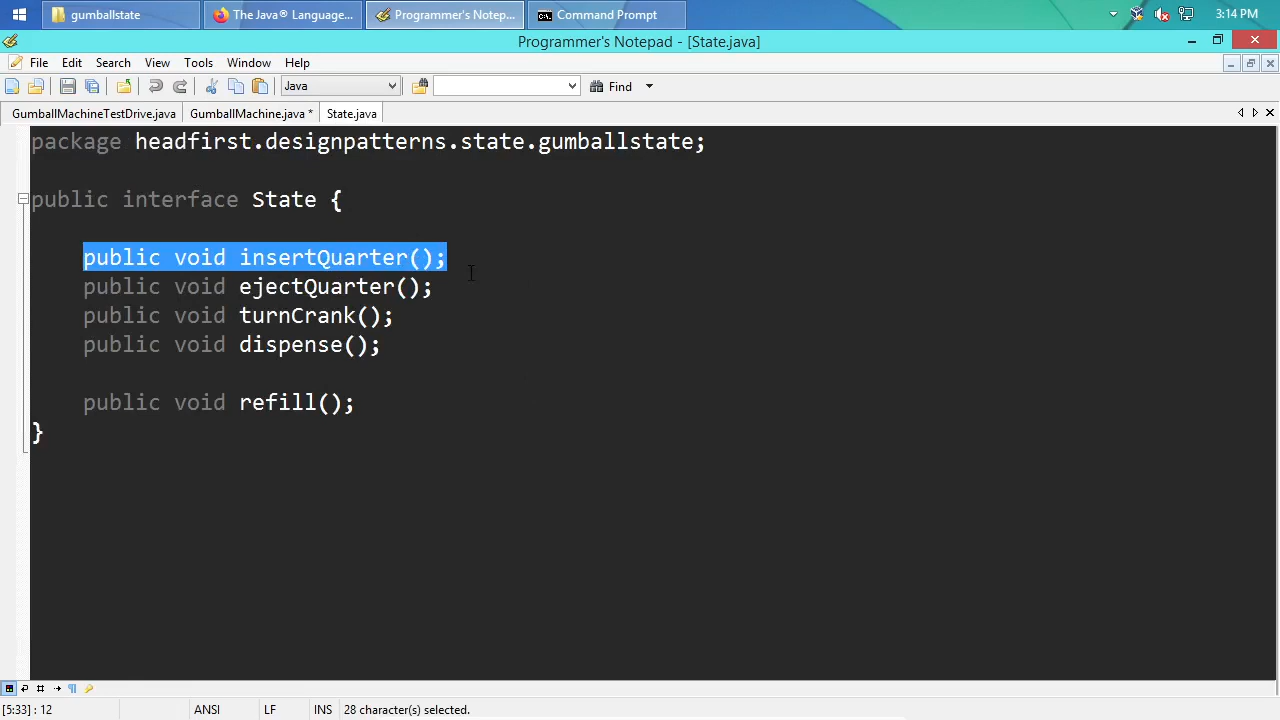 gumballstate
The Java® Language...
Programmer's Notep...
Command Prompt
3:14 PM
Programmer's Notepad - [State.java]
File Edit Search View Tools Window Help
Java
Find
GumballMachineTestDrive.java GumballMachine.java * State.java
package headfirst.designpatterns.state.gumballstate;
public interface State {
public void insertQuarter();
public void ejectQuarter();
public void turnCrank();
public void dispense();
public void refill();
}
[5:33] : 12 ANSI LF INS 28 character(s) selected.